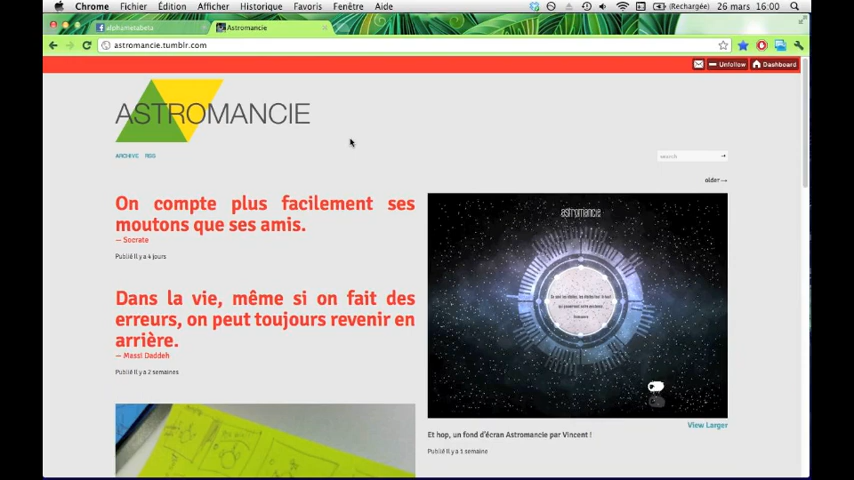 Chrome Fichier Édition Afficher Historique Favoris Fenêtre Aide (Rechargée) 26 mars 16:00
alphametabeta Astromancie
astromancie.tumblr.com
Unfollow Dashboard
ASTROMANCIE
ARCHIVE RSS
search
older →
On compte plus facilement ses
moutons que ses amis.
— Socrate
Publié Il y a 4 jours
Dans la vie, même si on fait des
erreurs, on peut toujours revenir en
arrière.
— Massi Daddeh
Publié Il y a 2 semaines
astromancie
View Larger
Et hop, un fond d'écran Astromancie par Vincent !
Publié Il y a 1 semaine